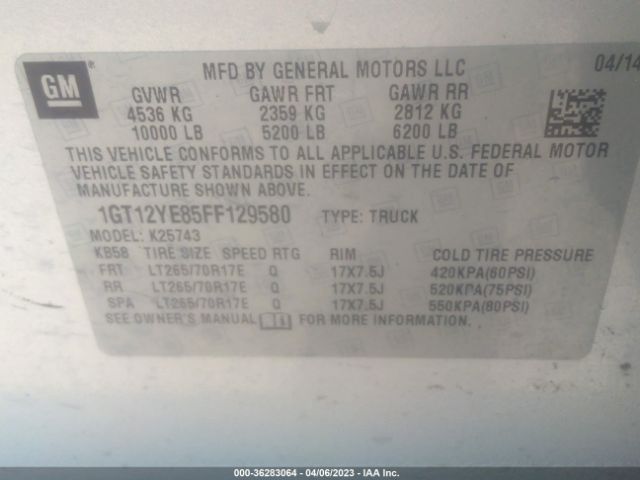 GM ®
MFD BY GENERAL MOTORS LLC 04/14
GVWR GAWR FRT GAWR RR
4536 KG 2359 KG 2812 KG
10000 LB 5200 LB 6200 LB
THIS VEHICLE CONFORMS TO ALL APPLICABLE U.S. FEDERAL MOTOR
VEHICLE SAFETY STANDARDS IN EFFECT ON THE DATE OF
MANUFACTURE SHOWN ABOVE.
1GT12YE85FF129580 TYPE: TRUCK
MODEL: K25743
KB58 TIRE SIZE SPEED RTG RIM COLD TIRE PRESSURE
FRT LT265/70R17E Q 17X7.5J 420KPA(60PSI)
RR LT265/70R17E Q 17X7.5J 520KPA(75PSI)
SPA LT265/70R17E Q 17X7.5J 550KPA(80PSI)
SEE OWNER'S MANUAL FOR MORE INFORMATION.
000-36283064 - 04/06/2023 - IAA Inc.